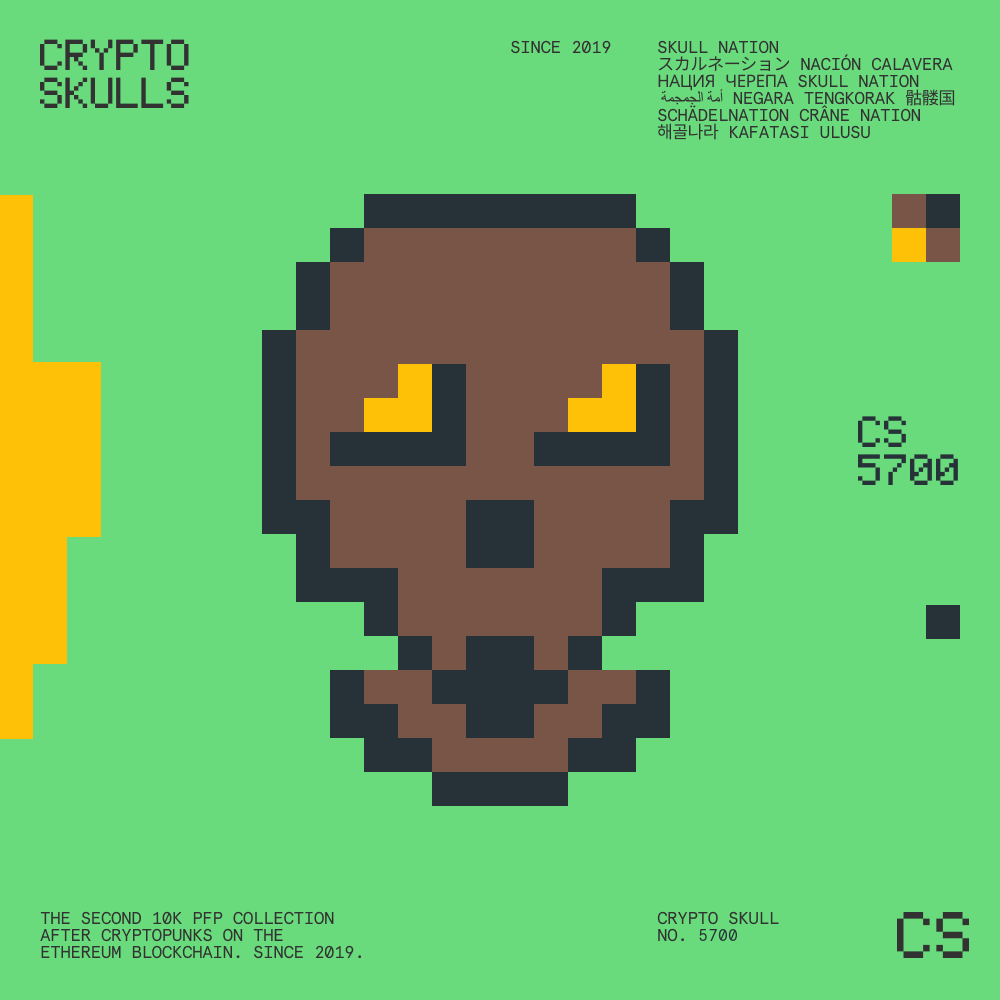 CRYPTO
SKULLS
SINCE 2019
SKULL NATION
スカルネーション NACIÓN CALAVERA
НАЦИЯ ЧЕРЕПА SKULL NATION
أمة الجمجمة NEGARA TENGKORAK 骷髅国
SCHÄDELNATION CRÂNE NATION
해골나라 KAFATASI ULUSU
CS
5700
THE SECOND 10K PFP COLLECTION
AFTER CRYPTOPUNKS ON THE
ETHEREUM BLOCKCHAIN. SINCE 2019.
CRYPTO SKULL
NO. 5700
CS